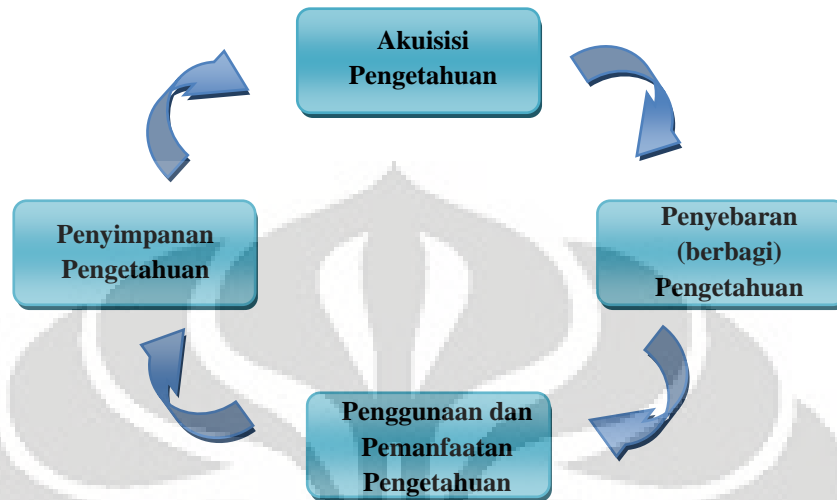 Akuisisi
Pengetahuan
Penyebaran
(berbagi)
Pengetahuan
Penggunaan dan
Pemanfaatan
Pengetahuan
Penyimpanan
Pengetahuan